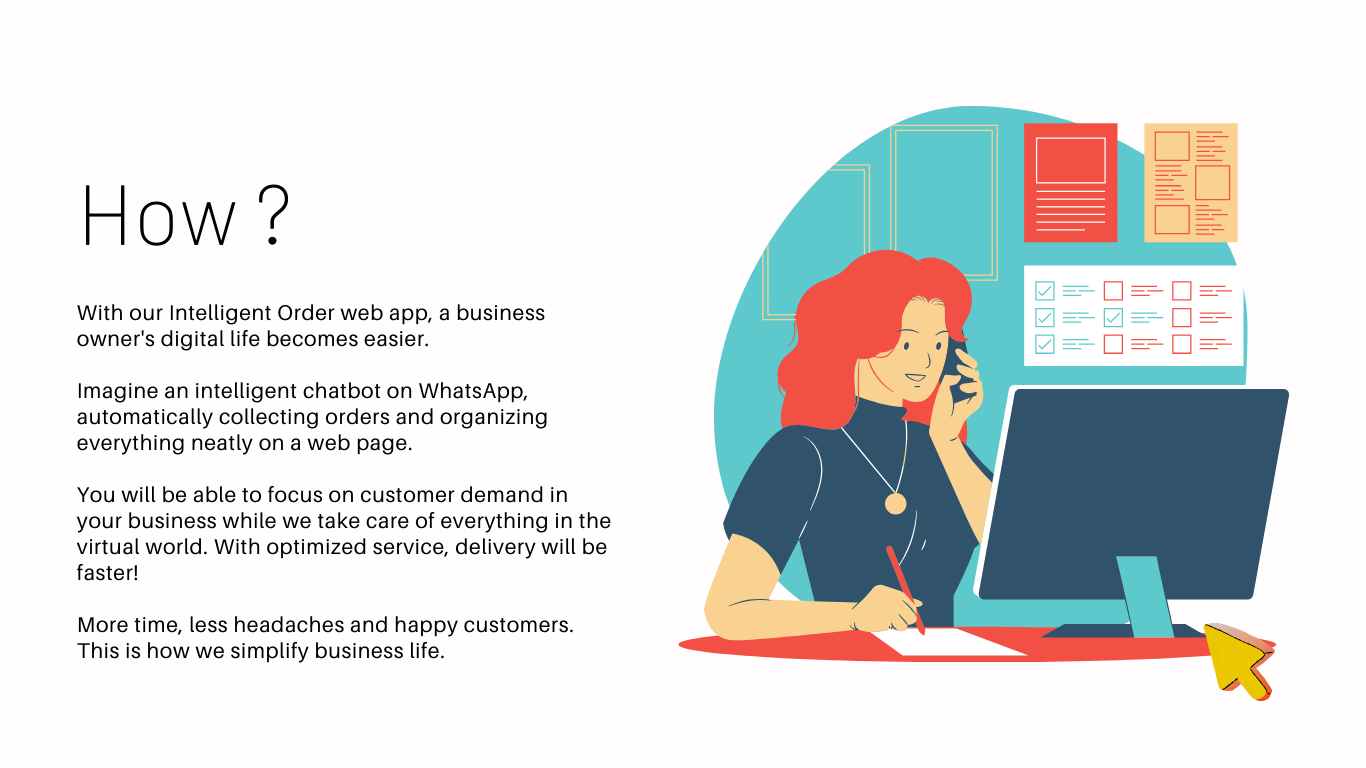 How ?
With our Intelligent Order web app, a business
owner's digital life becomes easier.
Imagine an intelligent chatbot on WhatsApp,
automatically collecting orders and organizing
everything neatly on a web page.
You will be able to focus on customer demand in
your business while we take care of everything in the
virtual world. With optimized service, delivery will be
faster!
More time, less headaches and happy customers.
This is how we simplify business life.